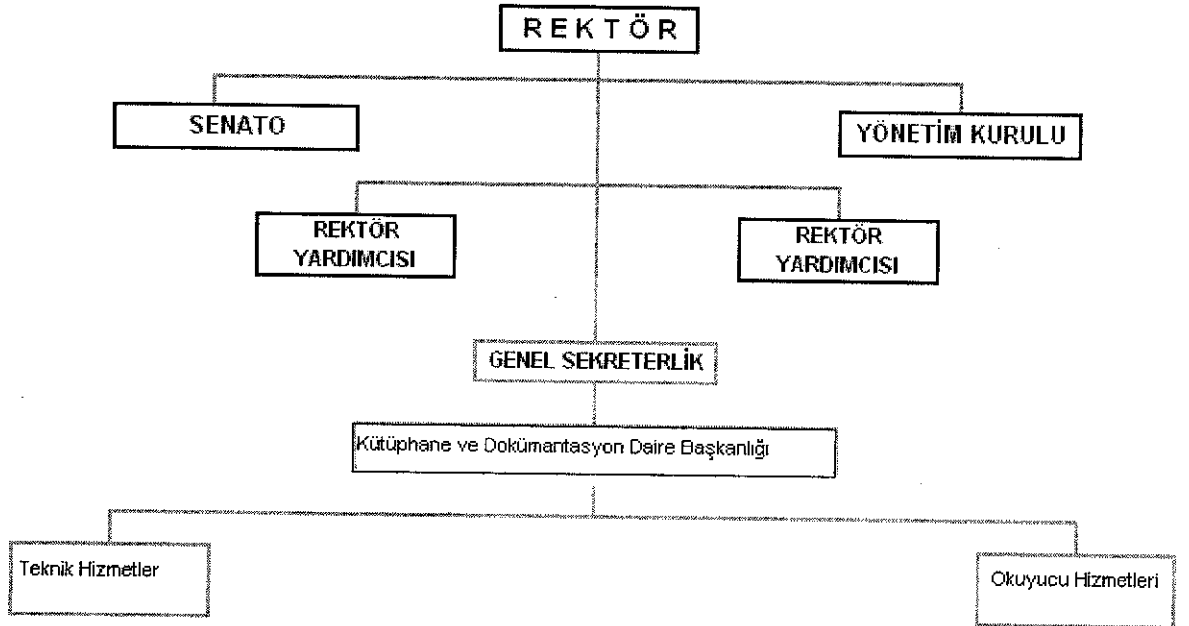 REKTÖR
SENATO
YÖNETİM KURULU
REKTÖR
YARDIMCISI
REKTÖR
YARDIMCISI
GENEL SEKRETERLİK
Kütüphane ve Dokümantasyon Daire Başkanlığı
Teknik Hizmetler
Okuyucu Hizmetleri